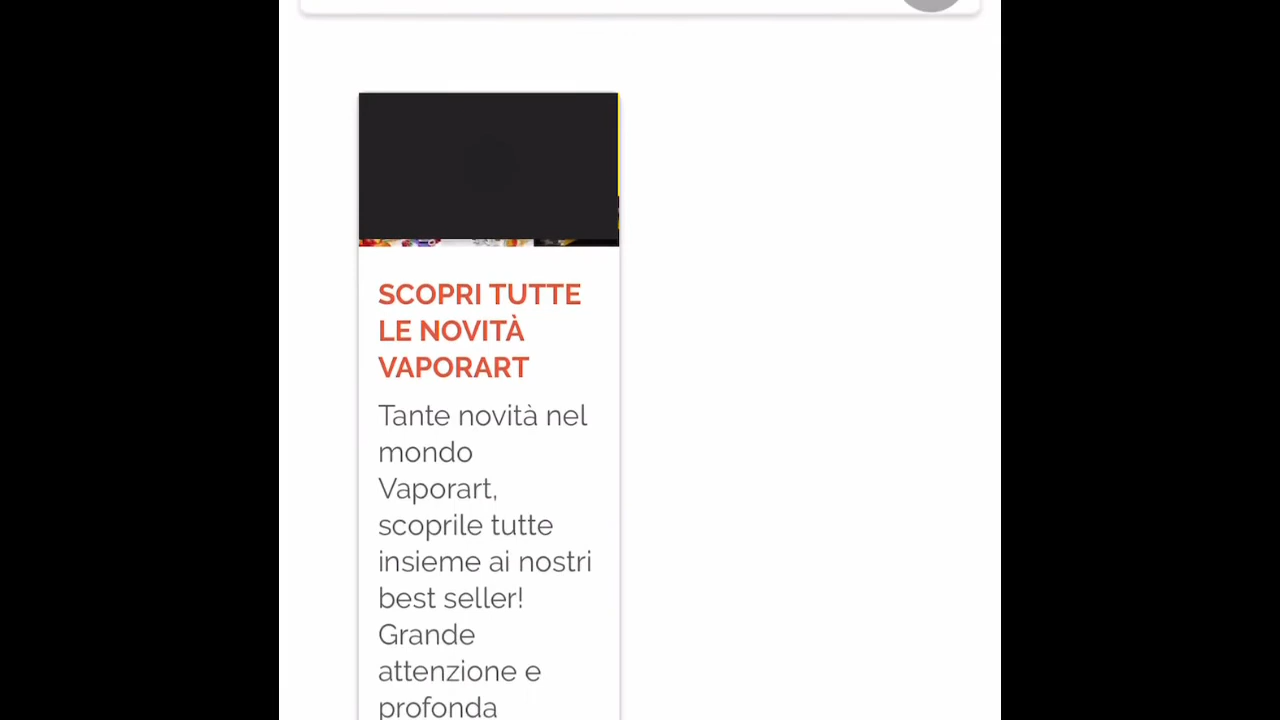 SCOPRI TUTTE
LE NOVITÀ
VAPORART
Tante novità nel
mondo
Vaporart,
scoprile tutte
insieme ai nostri
best seller!
Grande
attenzione e
profonda